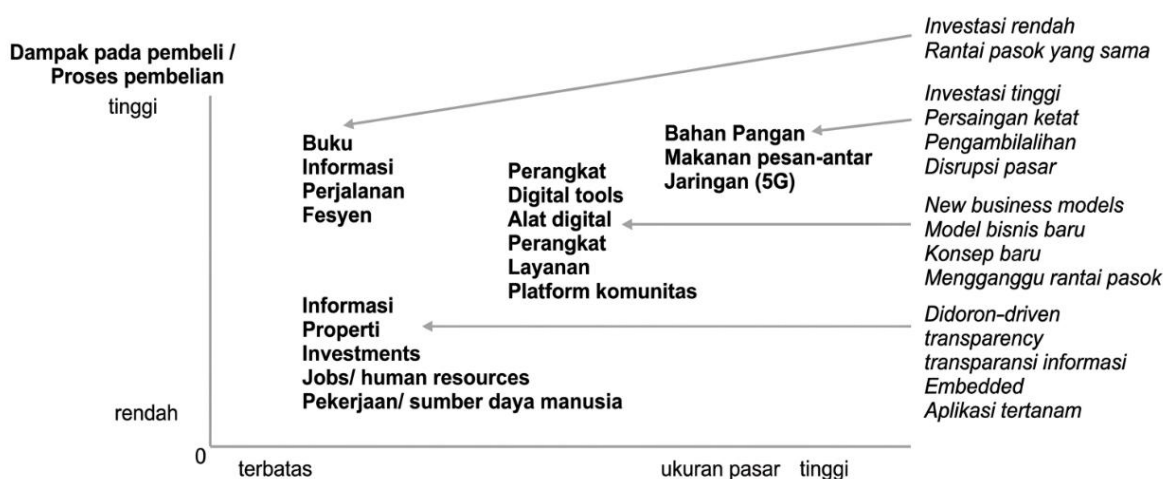 Dampak pada pembeli /
Proses pembelian
tinggi
Buku
Informasi
Perjalanan
Fesyen
Informasi
Properti
Investments
Jobs/ human resources
Pekerjaan/ sumber daya manusia
Perangkat
Digital tools
Alat digital
Perangkat
Layanan
Platform komunitas
Bahan Pangan
Makanan pesan-antar
Jaringan (5G)
Investasi rendah
Rantai pasok yang sama
Investasi tinggi
Persaingan ketat
Pengambilalihan
Disrupsi pasar
New business models
Model bisnis baru
Konsep baru
Mengganggu rantai pasok
Didoron-driven
transparency
transparansi informasi
Embedded
Aplikasi tertanam
rendah
0
terbatas
ukuran pasar tinggi